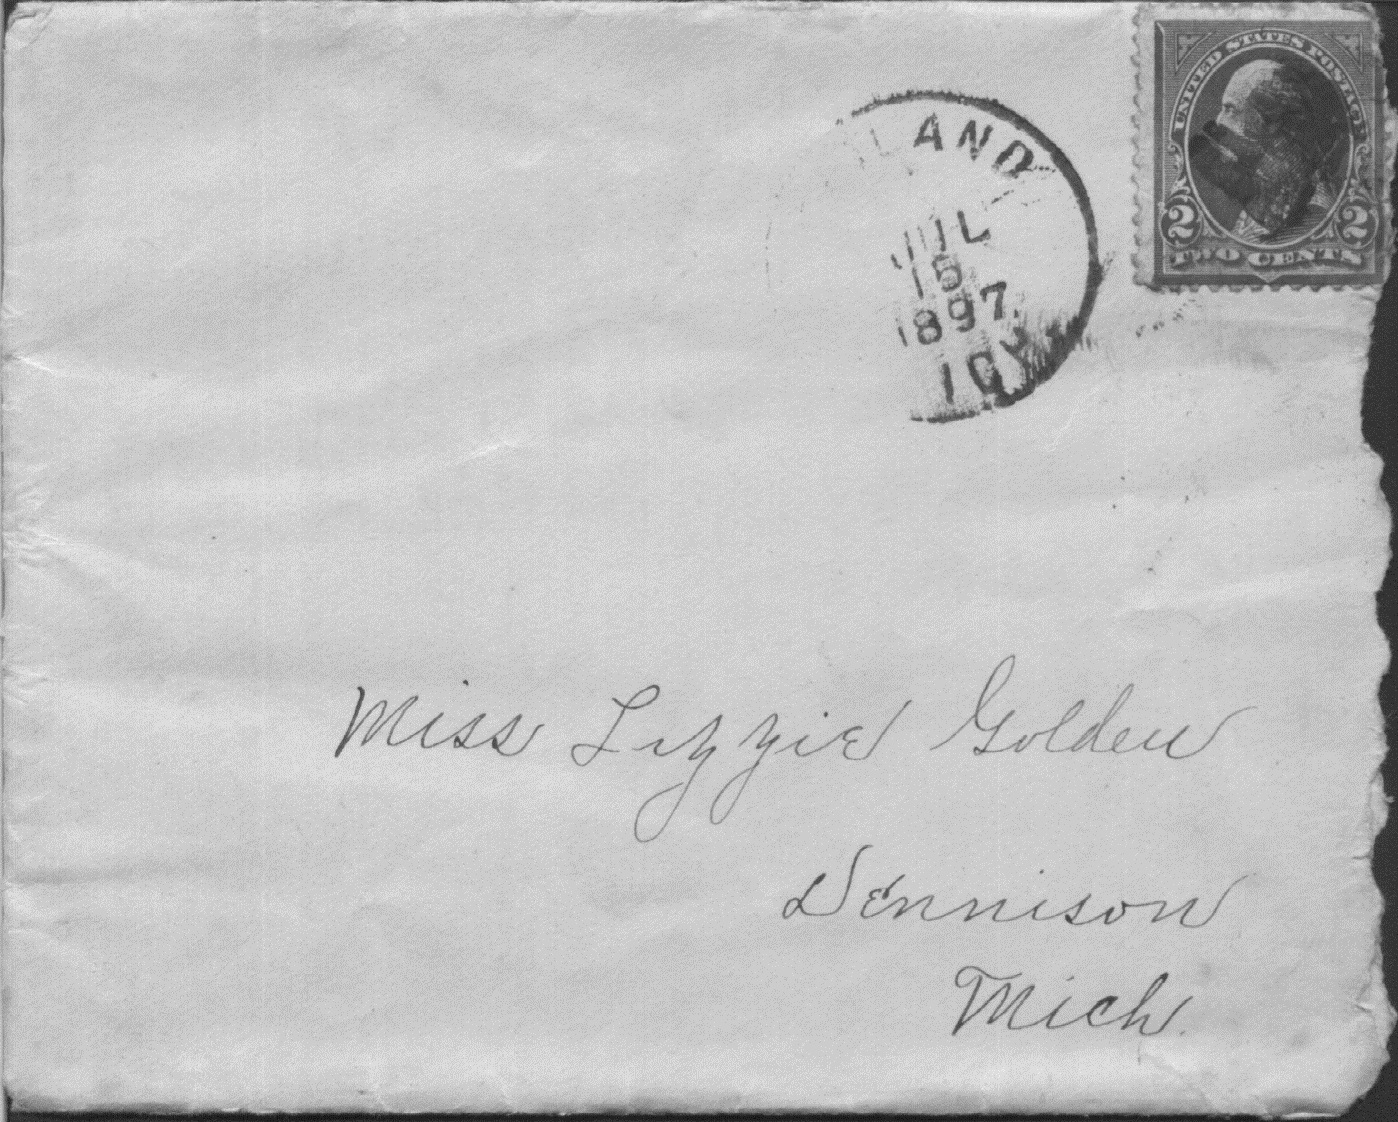 UNITED STATES POSTAGE
2 2
TWO CENTS
LAND
JUL
15
1897
Miss Lizzie Golden
Dennison
Mich.